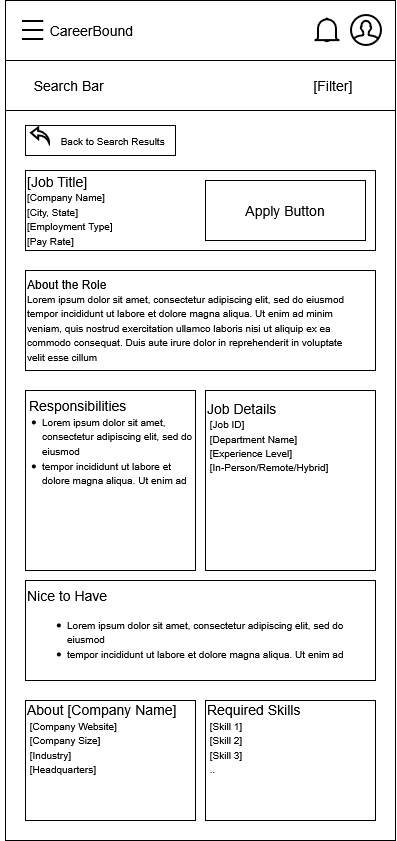 CareerBound
Search Bar
[Filter]
Back to Search Results
[Job Title]
[Company Name]
[City, State]
[Employment Type]
[Pay Rate]
Apply Button
About the Role
Lorem ipsum dolor sit amet, consectetur adipiscing elit, sed do eiusmod
tempor incididunt ut labore et dolore magna aliqua. Ut enim ad minim
veniam, quis nostrud exercitation ullamco laboris nisi ut aliquip ex ea
commodo consequat. Duis aute irure dolor in reprehenderit in voluptate
velit esse cillum
Responsibilities
• Lorem ipsum dolor sit amet,
consectetur adipiscing elit, sed do
eiusmod
• tempor incididunt ut labore et
dolore magna aliqua. Ut enim ad
Job Details
[Job ID]
[Department Name]
[Experience Level]
[In-Person/Remote/Hybrid]
Nice to Have
• Lorem ipsum dolor sit amet, consectetur adipiscing elit, sed do
eiusmod
• tempor incididunt ut labore et dolore magna aliqua. Ut enim ad
About [Company Name]
[Company Website]
[Company Size]
[Industry]
[Headquarters]
Required Skills
[Skill 1]
[Skill 2]
[Skill 3]
..